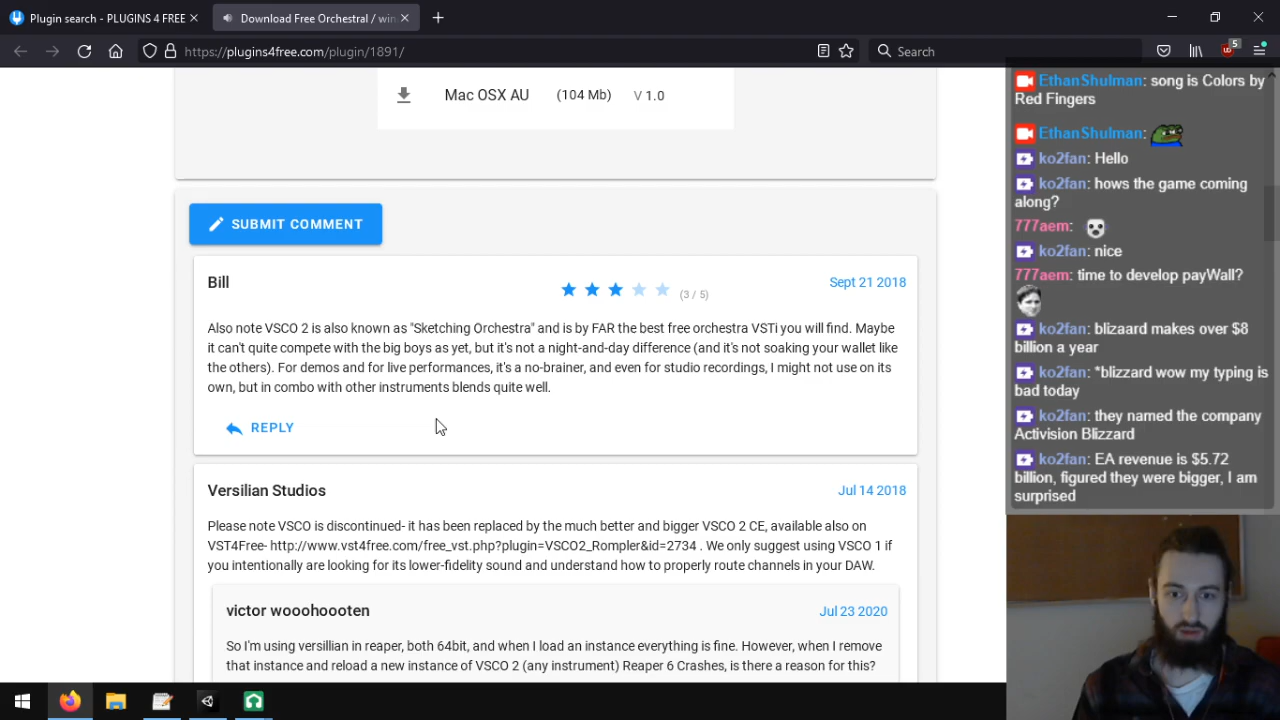 Plugin search - PLUGINS 4 FREE
Download Free Orchestral / win
https://plugins4free.com/plugin/1891/
Search
5
Mac OSX AU (104 Mb) V 1.0
SUBMIT COMMENT
Bill
(3 / 5)
Sept 21 2018
Also note VSCO 2 is also known as "Sketching Orchestra" and is by FAR the best free orchestra VSTi you will find. Maybe
it can't quite compete with the big boys as yet, but it's not a night-and-day difference (and it's not soaking your wallet like
the others). For demos and for live performances, it's a no-brainer, and even for studio recordings, I might not use on its
own, but in combo with other instruments blends quite well.
REPLY
Versilian Studios
Jul 14 2018
Please note VSCO is discontinued- it has been replaced by the much better and bigger VSCO 2 CE, available also on
VST4Free- http://www.vst4free.com/free_vst.php?plugin=VSCO2_Rompler&id=2734 . We only suggest using VSCO 1 if
you intentionally are looking for its lower-fidelity sound and understand how to properly route channels in your DAW.
victor wooohoooten
Jul 23 2020
So I'm using versillian in reaper, both 64bit, and when I load an instance everything is fine. However, when I remove
that instance and reload a new instance of VSCO 2 (any instrument) Reaper 6 Crashes, is there a reason for this?
EthanShulman: song is Colors by
Red Fingers
EthanShulman:
ko2fan: Hello
ko2fan: hows the game coming
along?
777aem:
ko2fan: nice
777aem: time to develop payWall?
ko2fan: blizaard makes over $8
billion a year
ko2fan: *blizzard wow my typing is
bad today
ko2fan: they named the company
Activision Blizzard
ko2fan: EA revenue is $5.72
billion, figured they were bigger, I am
surprised